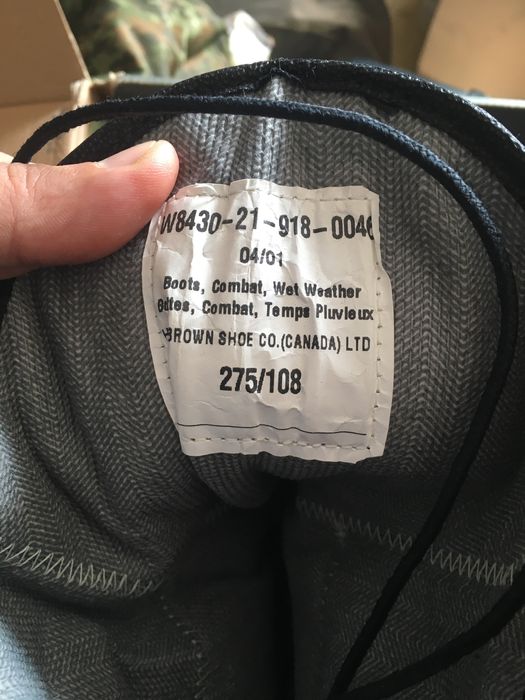 W8430-21-918-004
04/01
Boots, Combat, Wet Weather
Bottes, Combat, Temps Pluvieux
BROWN SHOE CO.(CANADA) LTD
275/108